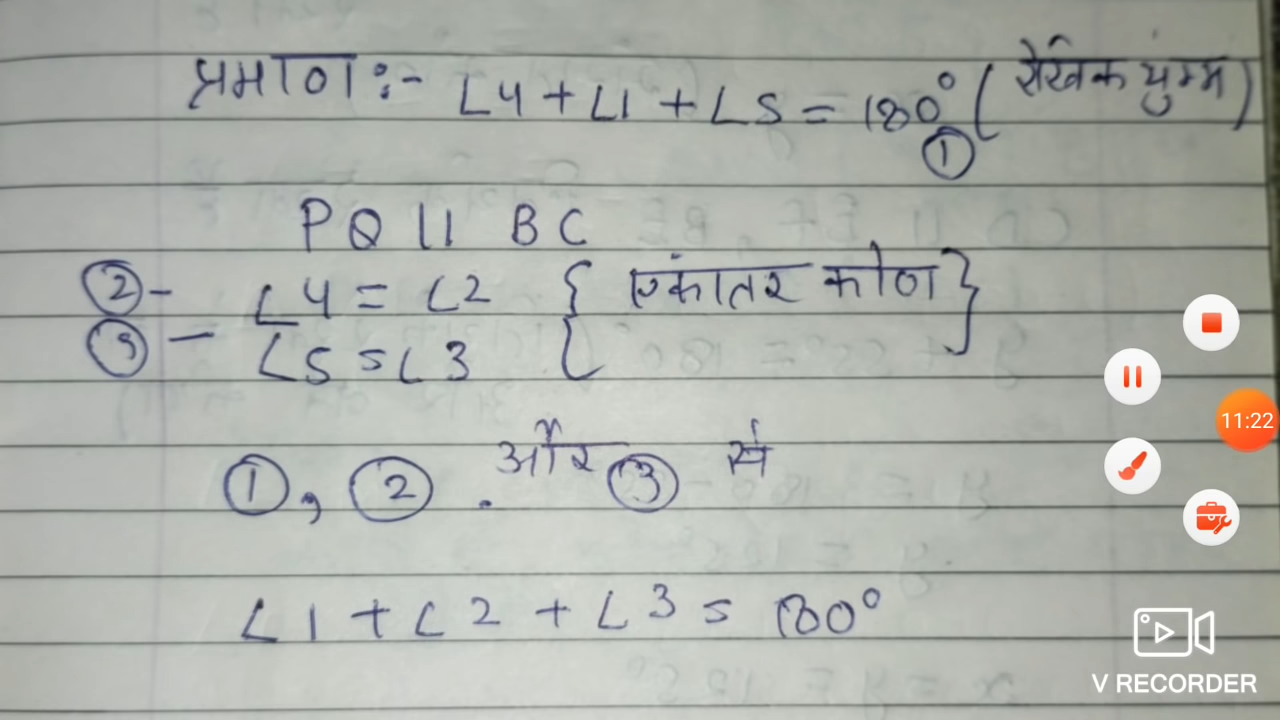 प्रमाण :- ∠4 + ∠1 + ∠5 = 180° (रेखिक युग्म)
①
PQ || BC
②- ∠4 = ∠2 { एकांतर कोण }
③- ∠5 = ∠3
①, ② . और ③ से
∠1 + ∠2 + ∠3 = 180°
11:22
V RECORDER